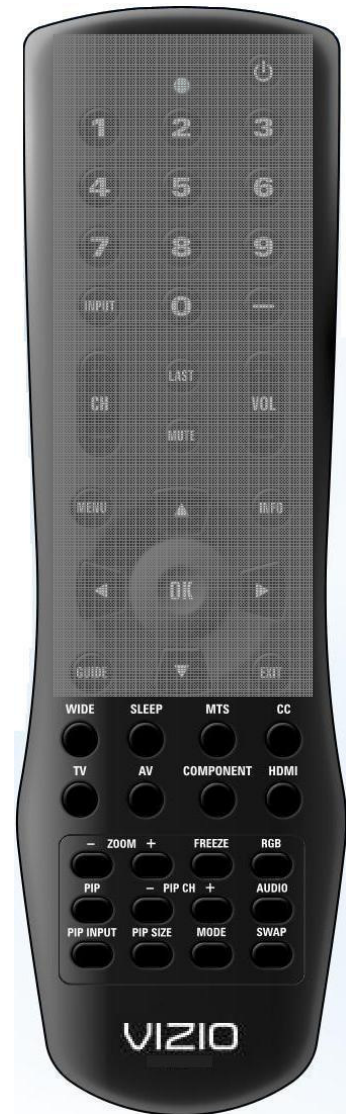 1 2 3
4 5 6
7 8 9
INPUT 0 —
LAST
CH VOL
MUTE
MENU INFO
OK
GUIDE EXIT
WIDE SLEEP MTS CC
TV AV COMPONENT HDMI
− ZOOM + FREEZE RGB
PIP − PIP CH + AUDIO
PIP INPUT PIP SIZE MODE SWAP
VIZIO